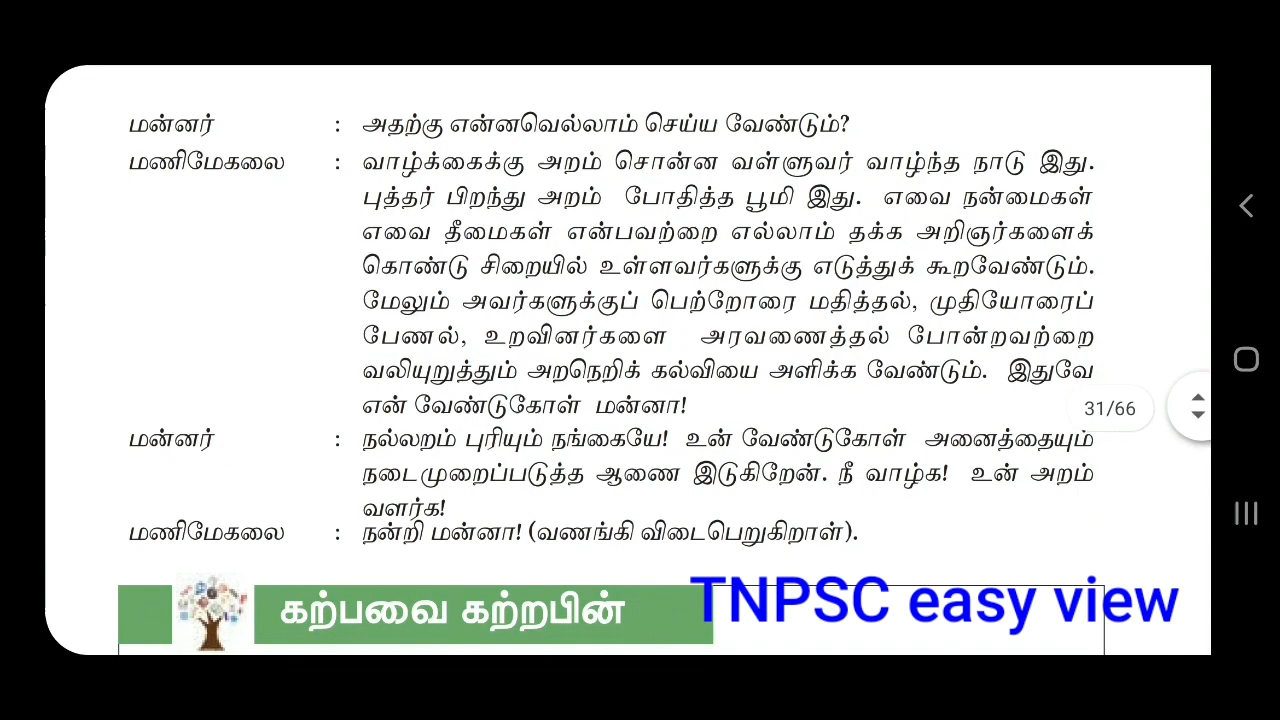 மன்னர் : அதற்கு என்னவெல்லாம் செய்ய வேண்டும்?
மணிமேகலை : வாழ்க்கைக்கு அறம் சொன்ன வள்ளுவர் வாழ்ந்த நாடு இது.
புத்தர் பிறந்து அறம் போதித்த பூமி இது. எவை நன்மைகள்
எவை தீமைகள் என்பவற்றை எல்லாம் தக்க அறிஞர்களைக்
கொண்டு சிறையில் உள்ளவர்களுக்கு எடுத்துக் கூறவேண்டும்.
மேலும் அவர்களுக்குப் பெற்றோரை மதித்தல், முதியோரைப்
பேணல், உறவினர்களை அரவணைத்தல் போன்றவற்றை
வலியுறுத்தும் அறநெறிக் கல்வியை அளிக்க வேண்டும். இதுவே
என் வேண்டுகோள் மன்னா!
31/66
மன்னர் : நல்லறம் புரியும் நங்கையே! உன் வேண்டுகோள் அனைத்தையும்
நடைமுறைப்படுத்த ஆணை இடுகிறேன். நீ வாழ்க! உன் அறம்
வளர்க!
மணிமேகலை : நன்றி மன்னா! (வணங்கி விடைபெறுகிறாள்).
கற்பவை கற்றபின்
TNPSC easy view